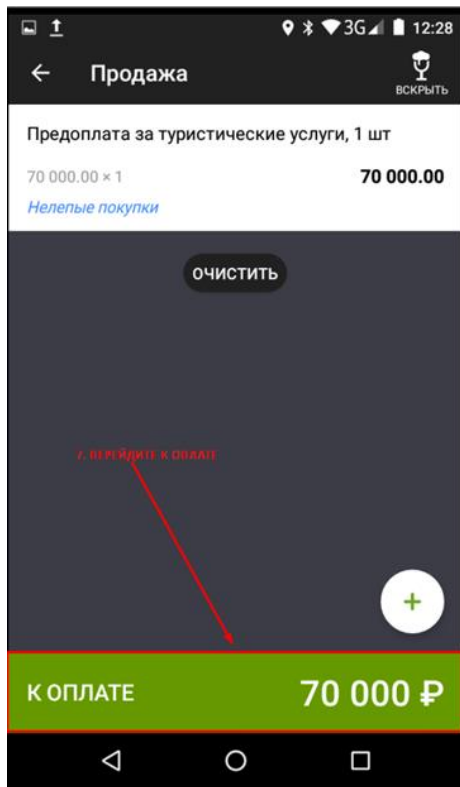 3G 12:28
Продажа
ВСКРЫТЬ
Предоплата за туристические услуги, 1 шт
70 000.00 × 1 70 000.00
Нелепые покупки
ОЧИСТИТЬ
7. ПЕРЕЙДИТЕ К ОПЛАТЕ
+
К ОПЛАТЕ 70 000 ₽